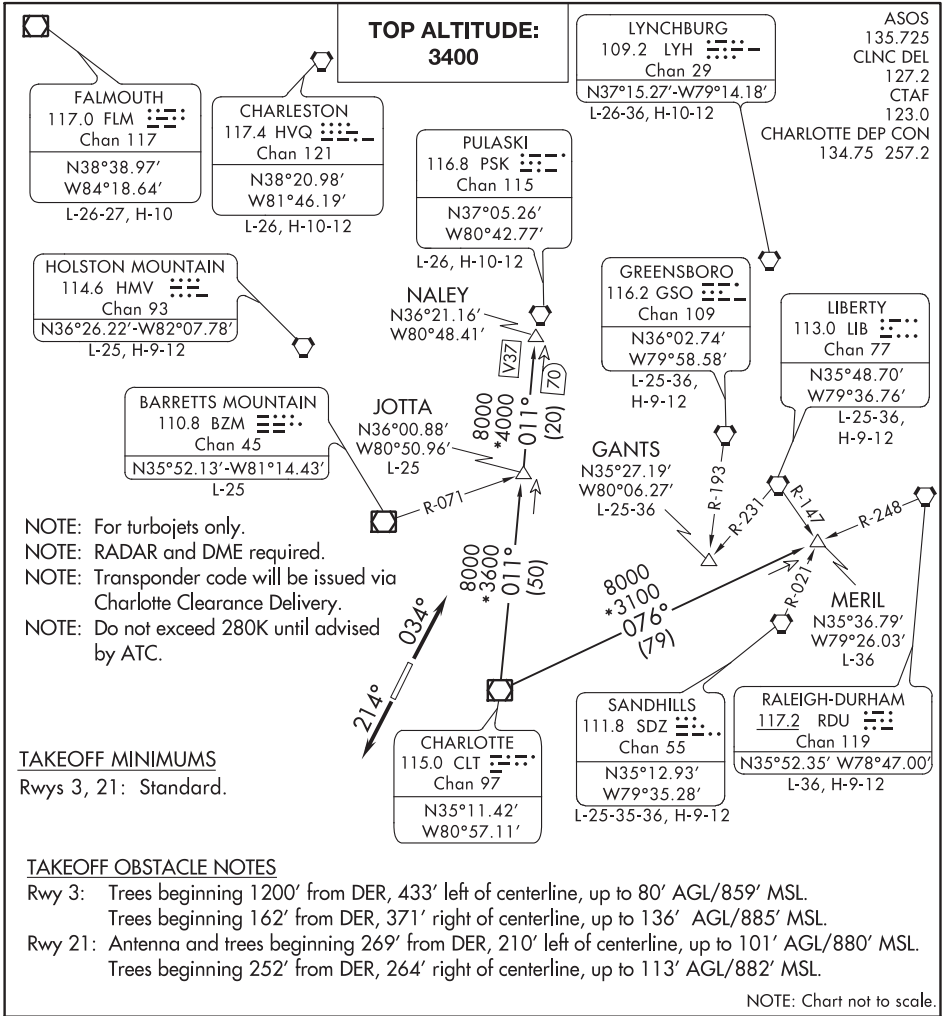 TOP ALTITUDE:
3400
ASOS
135.725
CLNC DEL
127.2
CTAF
123.0
CHARLOTTE DEP CON
134.75 257.2
LYNCHBURG
109.2 LYH
Chan 29
N37°15.27'-W79°14.18'
L-26-36, H-10-12
FALMOUTH
117.0 FLM
Chan 117
N38°38.97'
W84°18.64'
L-26-27, H-10
CHARLESTON
117.4 HVQ
Chan 121
N38°20.98'
W81°46.19'
L-26, H-10-12
PULASKI
116.8 PSK
Chan 115
N37°05.26'
W80°42.77'
L-26, H-10-12
HOLSTON MOUNTAIN
114.6 HMV
Chan 93
N36°26.22'-W82°07.78'
L-25, H-9-12
NALEY
N36°21.16'
W80°48.41'
GREENSBORO
116.2 GSO
Chan 109
N36°02.74'
W79°58.58'
L-25-36,
H-9-12
LIBERTY
113.0 LIB
Chan 77
N35°48.70'
W79°36.76'
L-25-36,
H-9-12
V37
70
8000
*4000
011°
(20)
BARRETTS MOUNTAIN
110.8 BZM
Chan 45
N35°52.13'-W81°14.43'
L-25
JOTTA
N36°00.88'
W80°50.96'
L-25
GANTS
N35°27.19'
W80°06.27'
L-25-36
R-071
R-193
R-231
R-147
R-248
R-021
NOTE: For turbojets only.
NOTE: RADAR and DME required.
NOTE: Transponder code will be issued via
Charlotte Clearance Delivery.
NOTE: Do not exceed 280K until advised
by ATC.
8000
*3600
011°
(50)
8000
*3100
076°
(79)
MERIL
N35°36.79'
W79°26.03'
L-36
034°
214°
CHARLOTTE
115.0 CLT
Chan 97
N35°11.42'
W80°57.11'
SANDHILLS
111.8 SDZ
Chan 55
N35°12.93'
W79°35.28'
L-25-35-36, H-9-12
RALEIGH-DURHAM
117.2 RDU
Chan 119
N35°52.35' W78°47.00'
L-36, H-9-12
TAKEOFF MINIMUMS
Rwys 3, 21: Standard.
TAKEOFF OBSTACLE NOTES
Rwy 3: Trees beginning 1200' from DER, 433' left of centerline, up to 80' AGL/859' MSL.
Trees beginning 162' from DER, 371' right of centerline, up to 136' AGL/885' MSL.
Rwy 21: Antenna and trees beginning 269' from DER, 210' left of centerline, up to 101' AGL/880' MSL.
Trees beginning 252' from DER, 264' right of centerline, up to 113' AGL/882' MSL.
NOTE: Chart not to scale.